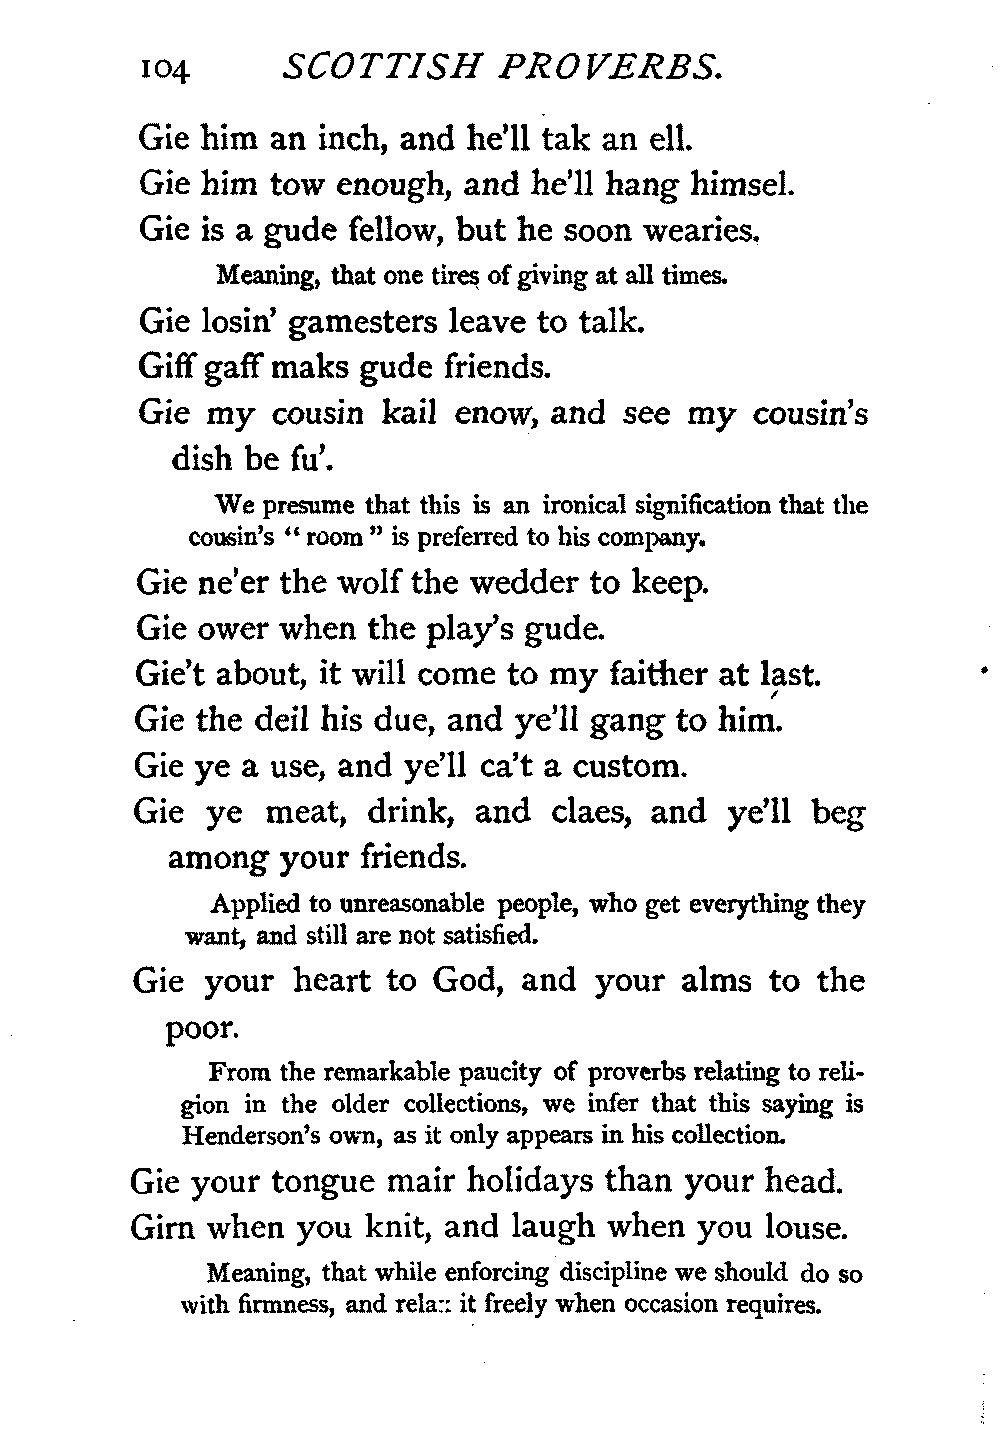 104 SCOTTISH PROVERBS.
Gie him an inch, and he'll tak an ell.
Gie him tow enough, and he'll hang himsel.
Gie is a gude fellow, but he soon wearies.
Meaning, that one tires of giving at all times.
Gie losin' gamesters leave to talk.
Giff gaff maks gude friends.
Gie my cousin kail enow, and see my cousin's
dish be fu'.
We presume that this is an ironical signification that the
cousin's "room" is preferred to his company.
Gie ne'er the wolf the wedder to keep.
Gie ower when the play's gude.
Gie't about, it will come to my faither at last.
Gie the deil his due, and ye'll gang to him.
Gie ye a use, and ye'll ca't a custom.
Gie ye meat, drink, and claes, and ye'll beg
among your friends.
Applied to unreasonable people, who get everything they
want, and still are not satisfied.
Gie your heart to God, and your alms to the
poor.
From the remarkable paucity of proverbs relating to reli-
gion in the older collections, we infer that this saying is
Henderson's own, as it only appears in his collection.
Gie your tongue mair holidays than your head.
Girn when you knit, and laugh when you louse.
Meaning, that while enforcing discipline we should do so
with firmness, and relax it freely when occasion requires.